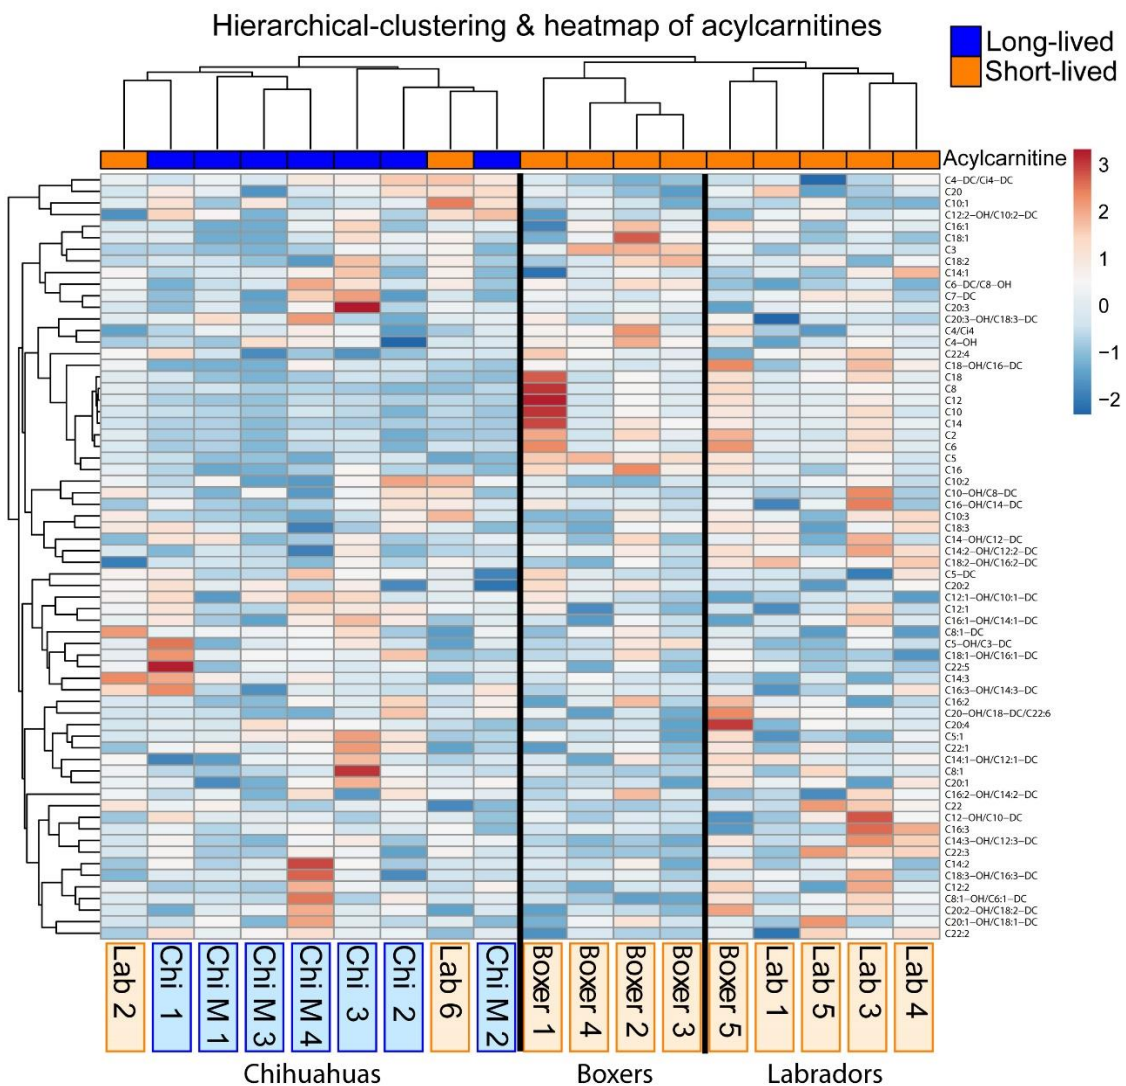 Hierarchical-clustering & heatmap of acylcarnitines
Long-lived
Short-lived
Acylcarnitine
3
2
1
0
−1
−2
C4−DC/Ci4−DC
C20
C10:1
C12:2−OH/C10:2−DC
C16:1
C18:1
C3
C18:2
C14:1
C6−DC/C8−OH
C7−DC
C20:3
C20:3−OH/C18:3−DC
C4/Ci4
C4−OH
C22:4
C18−OH/C16−DC
C18
C8
C12
C10
C14
C2
C6
C5
C16
C10:2
C10−OH/C8−DC
C16−OH/C14−DC
C10:3
C18:3
C14−OH/C12−DC
C14:2−OH/C12:2−DC
C18:2−OH/C16:2−DC
C5−DC
C20:2
C12:1−OH/C10:1−DC
C12:1
C16:1−OH/C14:1−DC
C8:1−DC
C5−OH/C3−DC
C18:1−OH/C16:1−DC
C22:5
C14:3
C16:3−OH/C14:3−DC
C16:2
C20−OH/C18−DC/C22:6
C20:4
C5:1
C22:1
C14:1−OH/C12:1−DC
C8:1
C20:1
C16:2−OH/C14:2−DC
C22
C12−OH/C10−DC
C16:3
C14:3−OH/C12:3−DC
C22:3
C14:2
C18:3−OH/C16:3−DC
C12:2
C8:1−OH/C6:1−DC
C20:2−OH/C18:2−DC
C20:1−OH/C18:1−DC
C22:2
Lab 2
Chi 1
Chi M 1
Chi M 3
Chi M 4
Chi 3
Chi 2
Lab 6
Chi M 2
Boxer 1
Boxer 4
Boxer 2
Boxer 3
Boxer 5
Lab 1
Lab 5
Lab 3
Lab 4
Chihuahuas
Boxers
Labradors